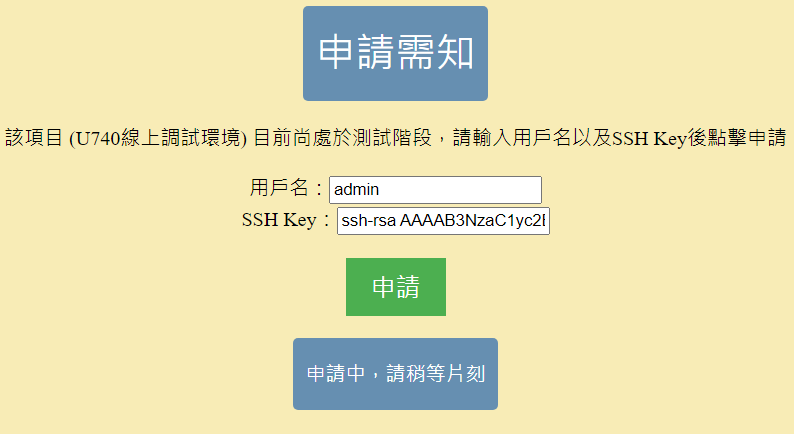 申請需知
該項目 (U740線上調試環境) 目前尚處於測試階段，請輸入用戶名以及SSH Key後點擊申請
用戶名：admin
SSH Key：ssh-rsa AAAAB3NzaC1yc2E
申請
申請中，請稍等片刻